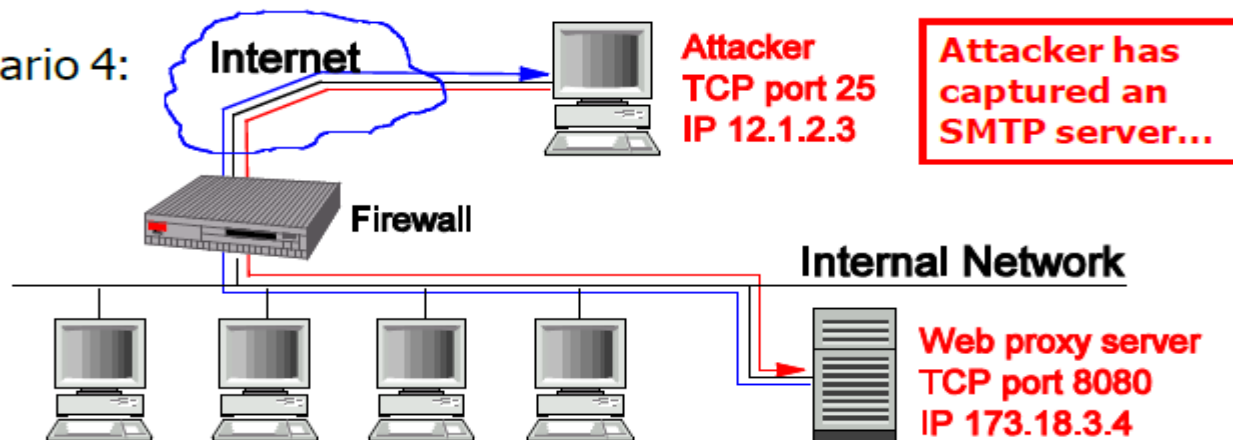 ario 4:
Internet
Attacker
TCP port 25
IP 12.1.2.3
Attacker has
captured an
SMTP server...
Firewall
Internal Network
Web proxy server
TCP port 8080
IP 173.18.3.4